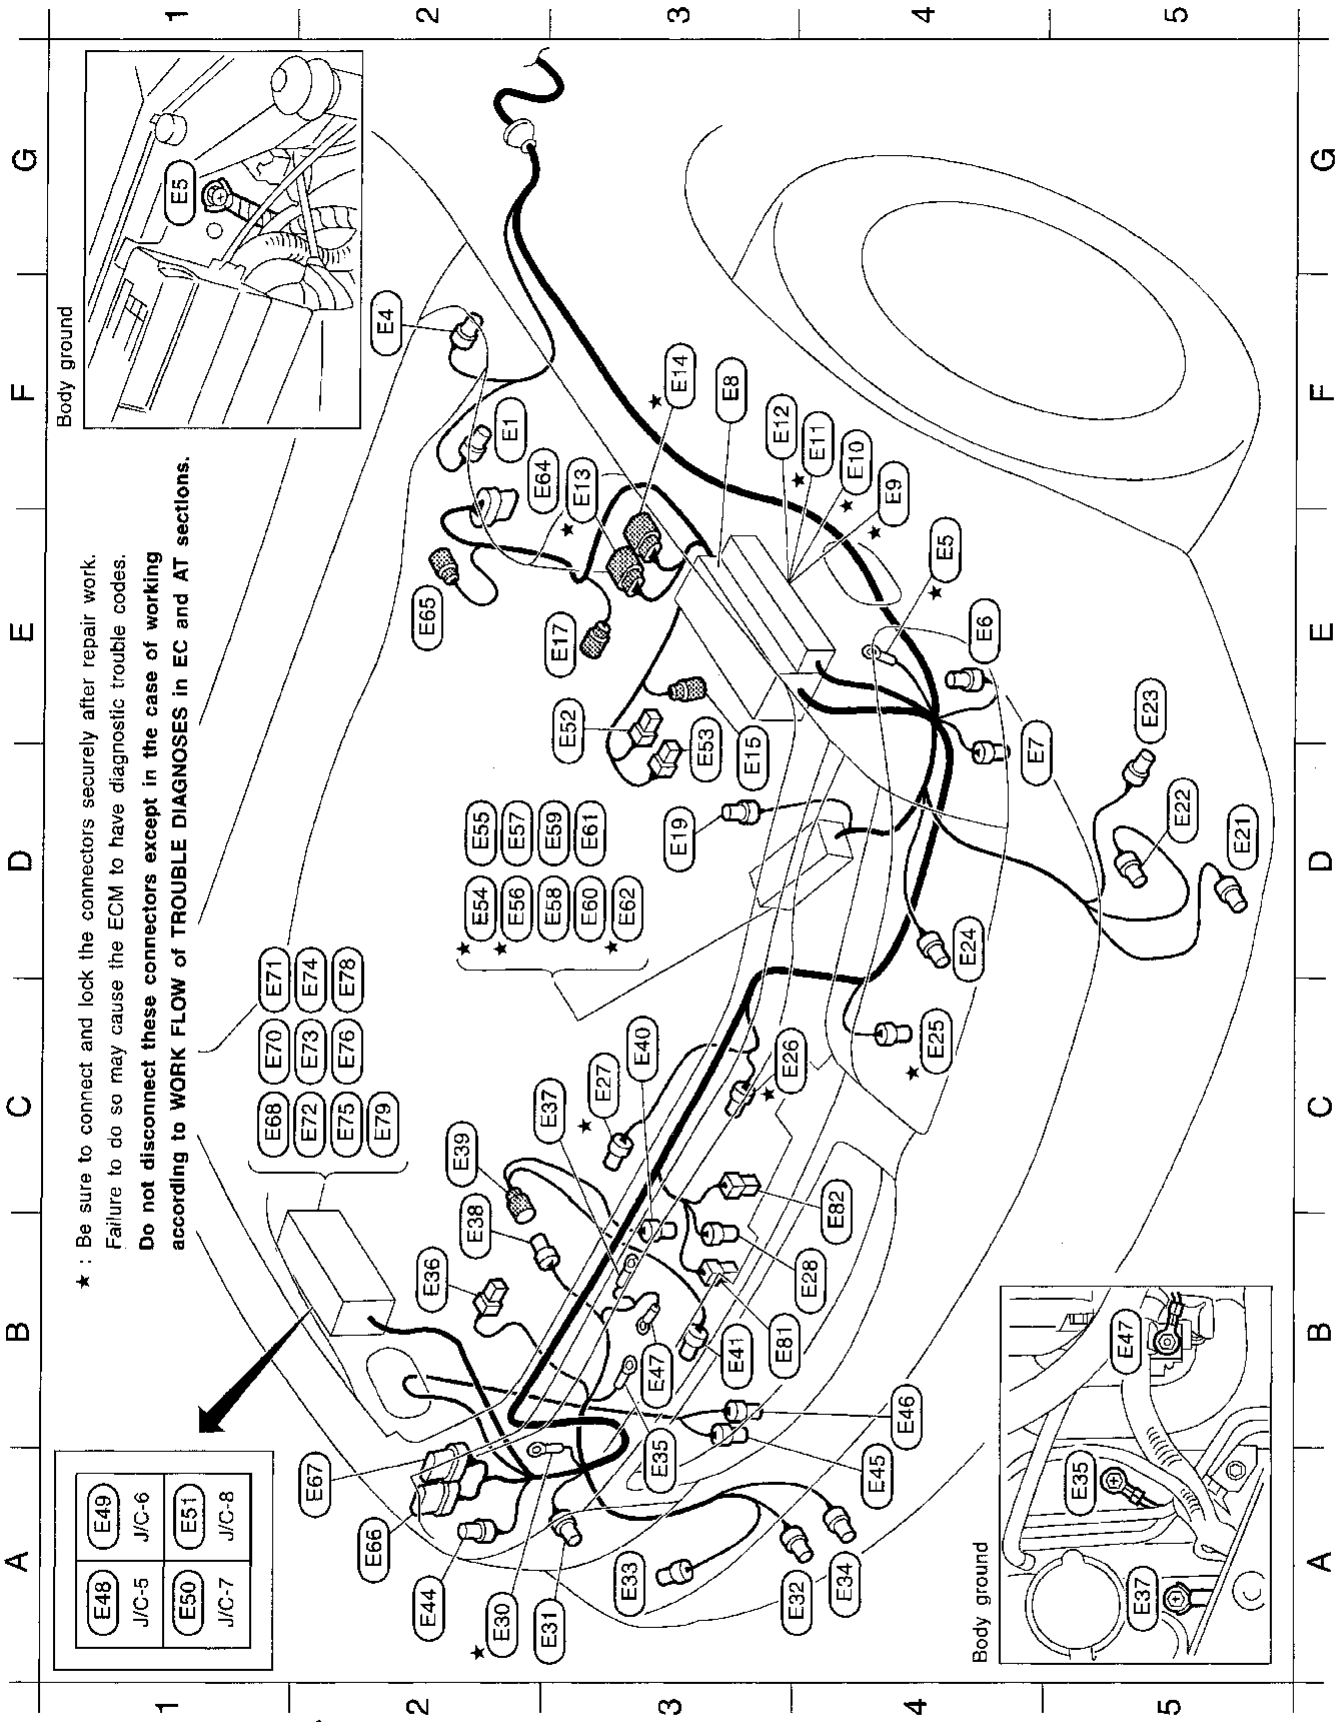 A B C D E F G
1
2
3
4
5
E48 E49
J/C-5 J/C-6
E50 E51
J/C-7 J/C-8
★ : Be sure to connect and lock the connectors securely after repair work.
Failure to do so may cause the ECM to have diagnostic trouble codes.
Do not disconnect these connectors except in the case of working
according to WORK FLOW of TROUBLE DIAGNOSES in EC and AT sections.
Body ground
E5
E68 E70 E71
E72 E73 E74
E75 E76 E78
E79
E67
E66
E44
★ E30
E31
E33
E32
E34
E45
E46
E35
E47
E41
E81
E28
E82
E36
E38
E39
E37
★ E27
E40
★ E26
★ E25
E24
★ E54 E55
★ E56 E57
E58 E59
E60 E61
★ E62
E19
E52
E53
E15
E17
E65
E64
★ E13
E1
E4
★ E14
E8
E12
★ E11
★ E10
★ E9
★ E5
E6
E7
E23
E22
E21
Body ground
E37
E35
E47
1
2
3
4
5
A B C D E F G